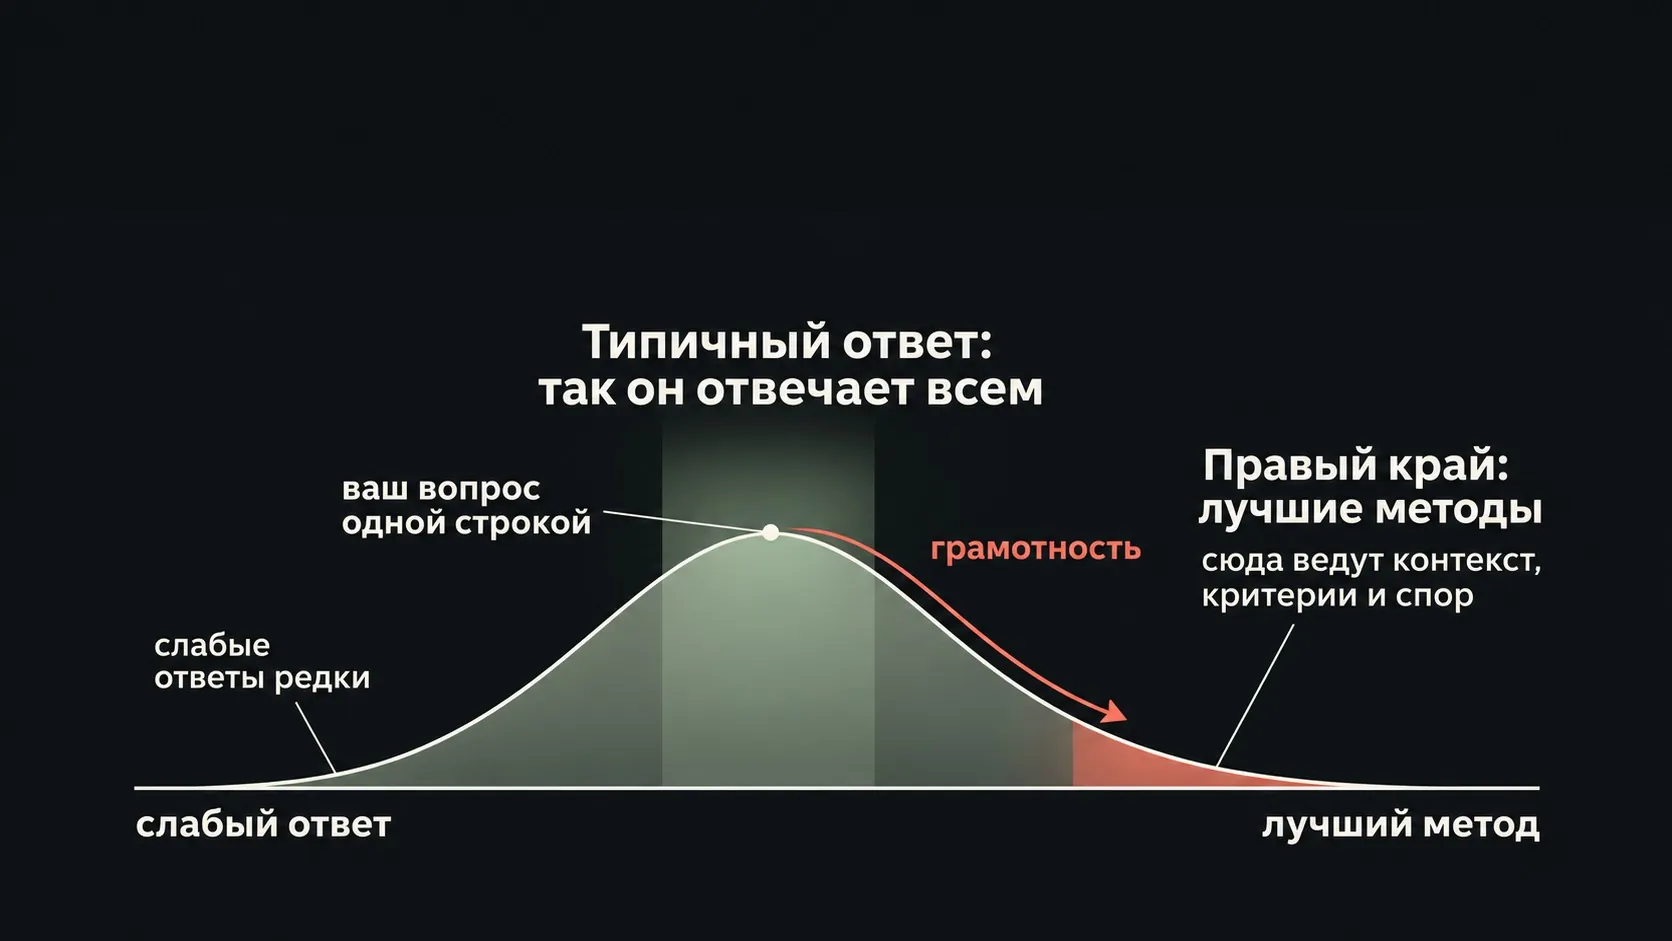 Типичный ответ:
так он отвечает всем
ваш вопрос
одной строкой
грамотность
Правый край:
лучшие методы
сюда ведут контекст,
критерии и спор
слабые
ответы редки
слабый ответ
лучший метод